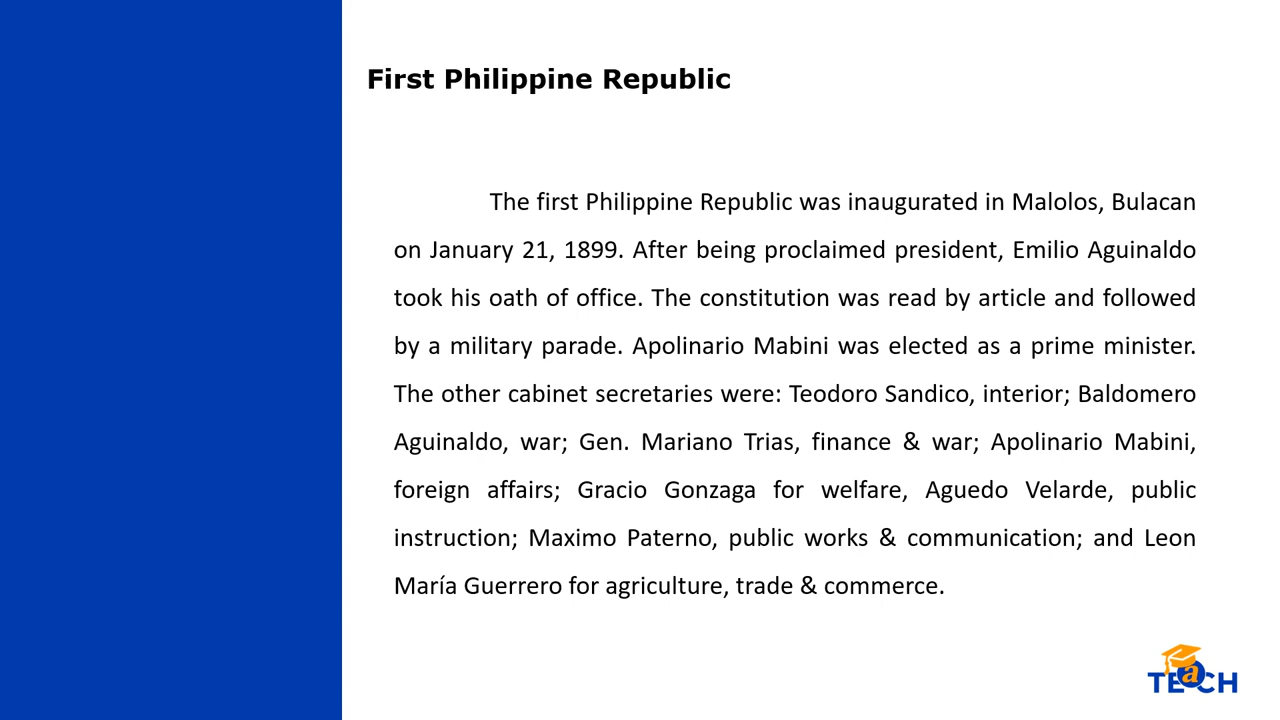 First Philippine Republic
The first Philippine Republic was inaugurated in Malolos, Bulacan
on January 21, 1899. After being proclaimed president, Emilio Aguinaldo
took his oath of office. The constitution was read by article and followed
by a military parade. Apolinario Mabini was elected as a prime minister.
The other cabinet secretaries were: Teodoro Sandico, interior; Baldomero
Aguinaldo, war; Gen. Mariano Trias, finance & war; Apolinario Mabini,
foreign affairs; Gracio Gonzaga for welfare, Aguedo Velarde, public
instruction; Maximo Paterno, public works & communication; and Leon
María Guerrero for agriculture, trade & commerce.
TEaCH